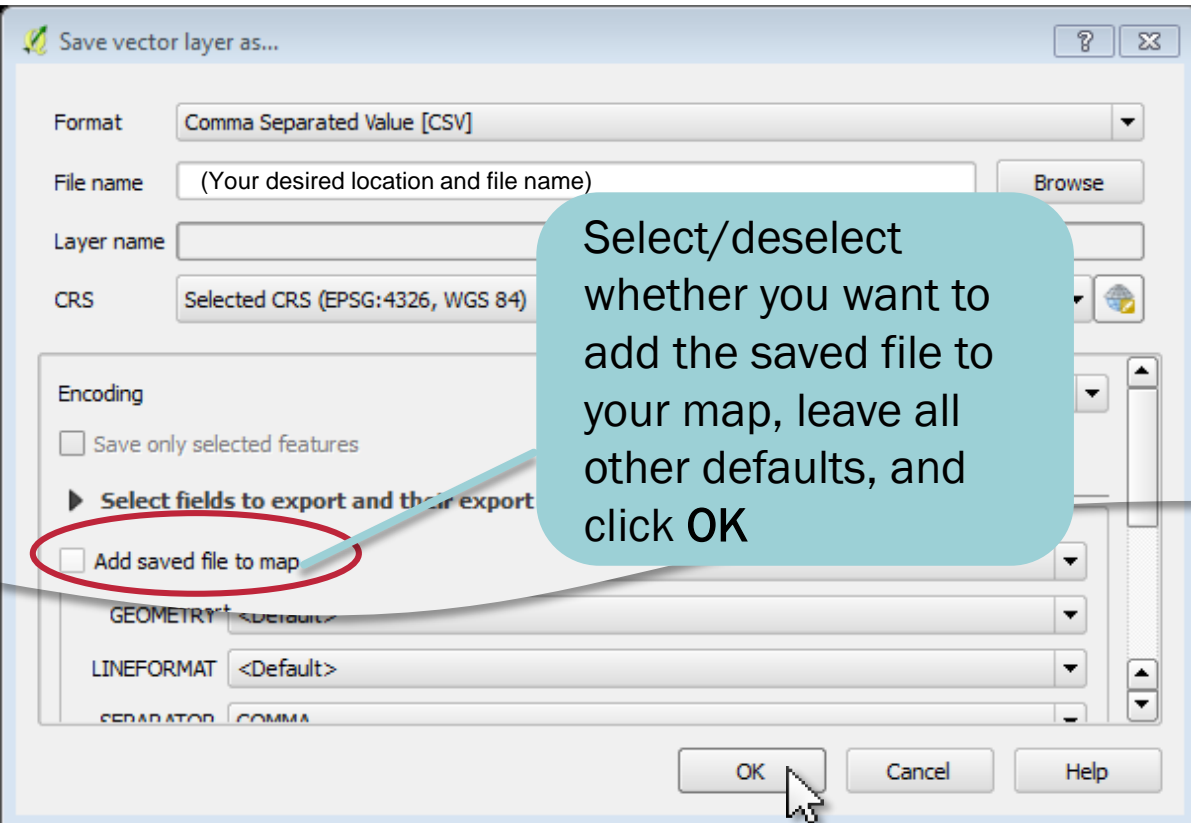 Save vector layer as...
Format Comma Separated Value [CSV]
File name (Your desired location and file name) Browse
Layer name
CRS Selected CRS (EPSG:4326, WGS 84)
Select/deselect
whether you want to
add the saved file to
your map, leave all
other defaults, and
click OK
Encoding
Save only selected features
Select fields to export and their export
Add saved file to map
GEOMETRY <Default>
LINEFORMAT <Default>
SEPARATOR COMMA
OK Cancel Help